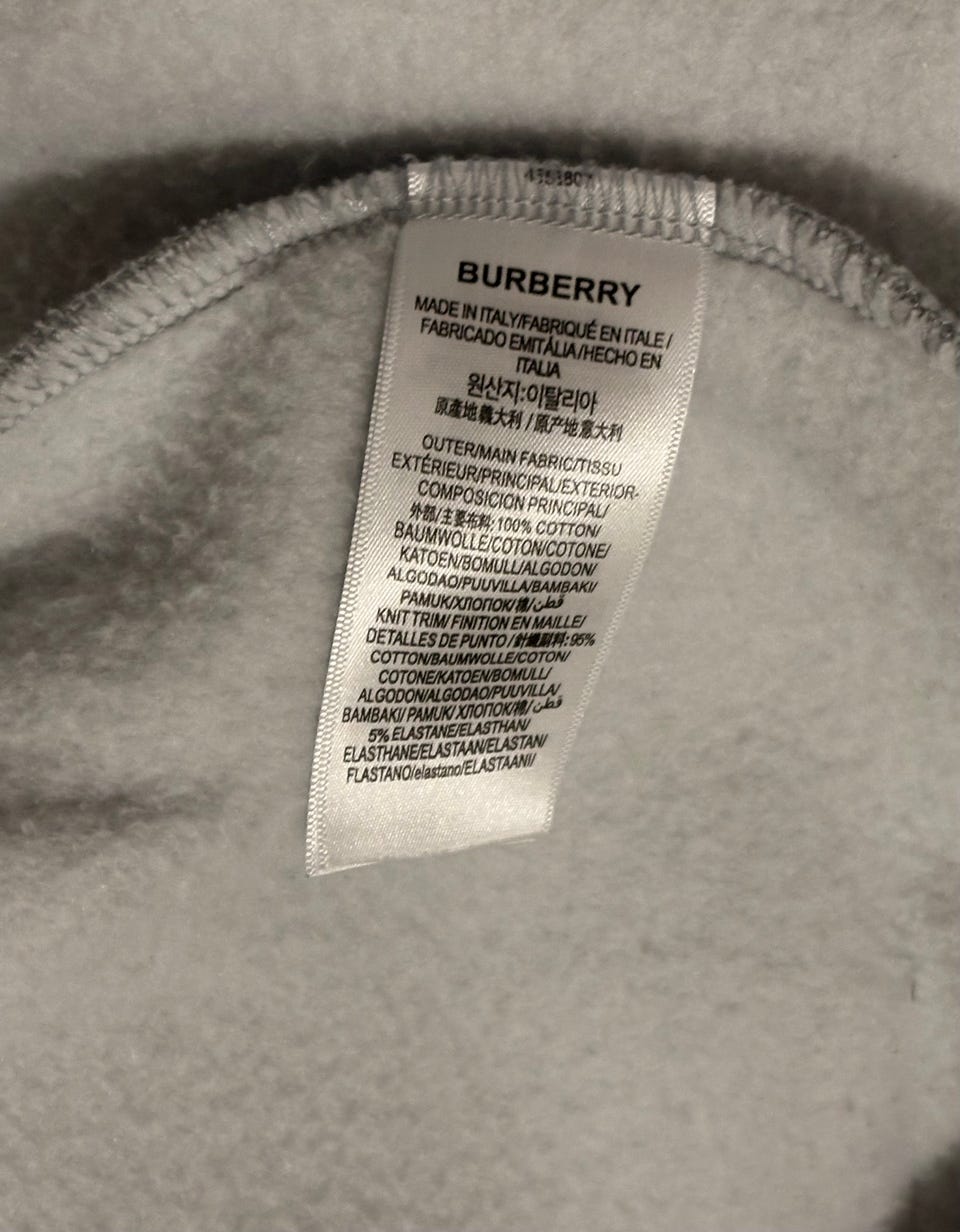 BURBERRY
MADE IN ITALY/FABRIQUÉ EN ITALE /
FABRICADO EMITÁLIA/HECHO EN
ITALIA
원산지:이탈리아
原產地義大利 / 原产地意大利
OUTER/MAIN FABRIC/TISSU
EXTÉRIEUR/PRINCIPAL/EXTERIOR-
COMPOSICION PRINCIPAL/
外部/主要布料: 100% COTTON/
BAUMWOLLE/COTON/COTONE/
KATOEN/BOMULL/ALGODON/
ALGODAO/PUUVILLA/BAMBAKI/
PAMUK/ХЛОПОК/棉/قطن
KNIT TRIM/ FINITION EN MAILLE/
DETALLES DE PUNTO / 針織副料: 95%
COTTON/BAUMWOLLE/COTON/
COTONE/KATOEN/BOMULL/
ALGODON/ALGODAO/PUUVILLA/
BAMBAKI/ PAMUK/ ХЛОПОК/棉/قطن
5% ELASTANE/ELASTHAN/
ELASTHANE/ELASTAAN/ELASTAN/
FLASTANO/elastano/ELASTAANI/